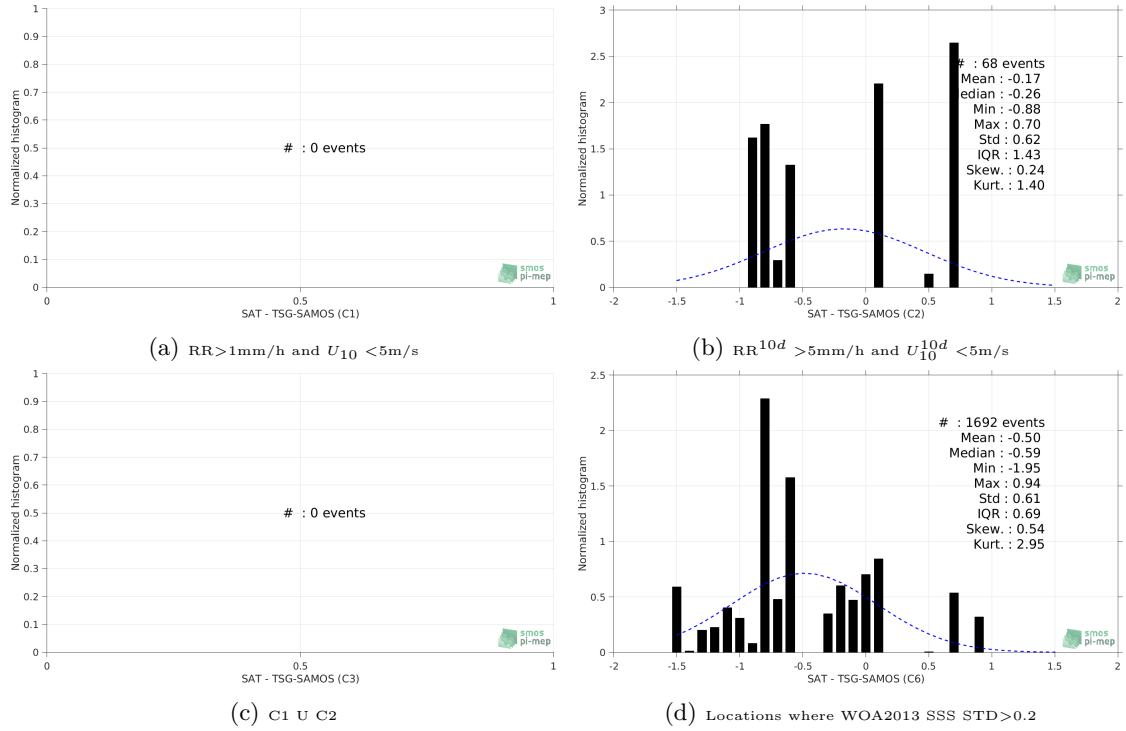 1
0.9
0.8
0.7
0.6
0.5
0.4
0.3
0.2
0.1
0
Normalized histogram
# : 0 events
smos
pi-mep
0 0.5 1
SAT - TSG-SAMOS (C1)
(a) RR>1mm/h and U10 <5m/s
3
2.5
2
1.5
1
0.5
0
Normalized histogram
# : 68 events
Mean : -0.17
edian : -0.26
Min : -0.88
Max : 0.70
Std : 0.62
IQR : 1.43
Skew. : 0.24
Kurt. : 1.40
smos
pi-mep
-2 -1.5 -1 -0.5 0 0.5 1 1.5 2
SAT - TSG-SAMOS (C2)
(b) RR10d >5mm/h and U10d10 <5m/s
1
0.9
0.8
0.7
0.6
0.5
0.4
0.3
0.2
0.1
0
Normalized histogram
# : 0 events
smos
pi-mep
0 0.5 1
SAT - TSG-SAMOS (C3)
(c) C1 U C2
2.5
2
1.5
1
0.5
0
Normalized histogram
# : 1692 events
Mean : -0.50
Median : -0.59
Min : -1.95
Max : 0.94
Std : 0.61
IQR : 0.69
Skew. : 0.54
Kurt. : 2.95
smos
pi-mep
-2 -1.5 -1 -0.5 0 0.5 1 1.5 2
SAT - TSG-SAMOS (C6)
(d) Locations where WOA2013 SSS STD>0.2